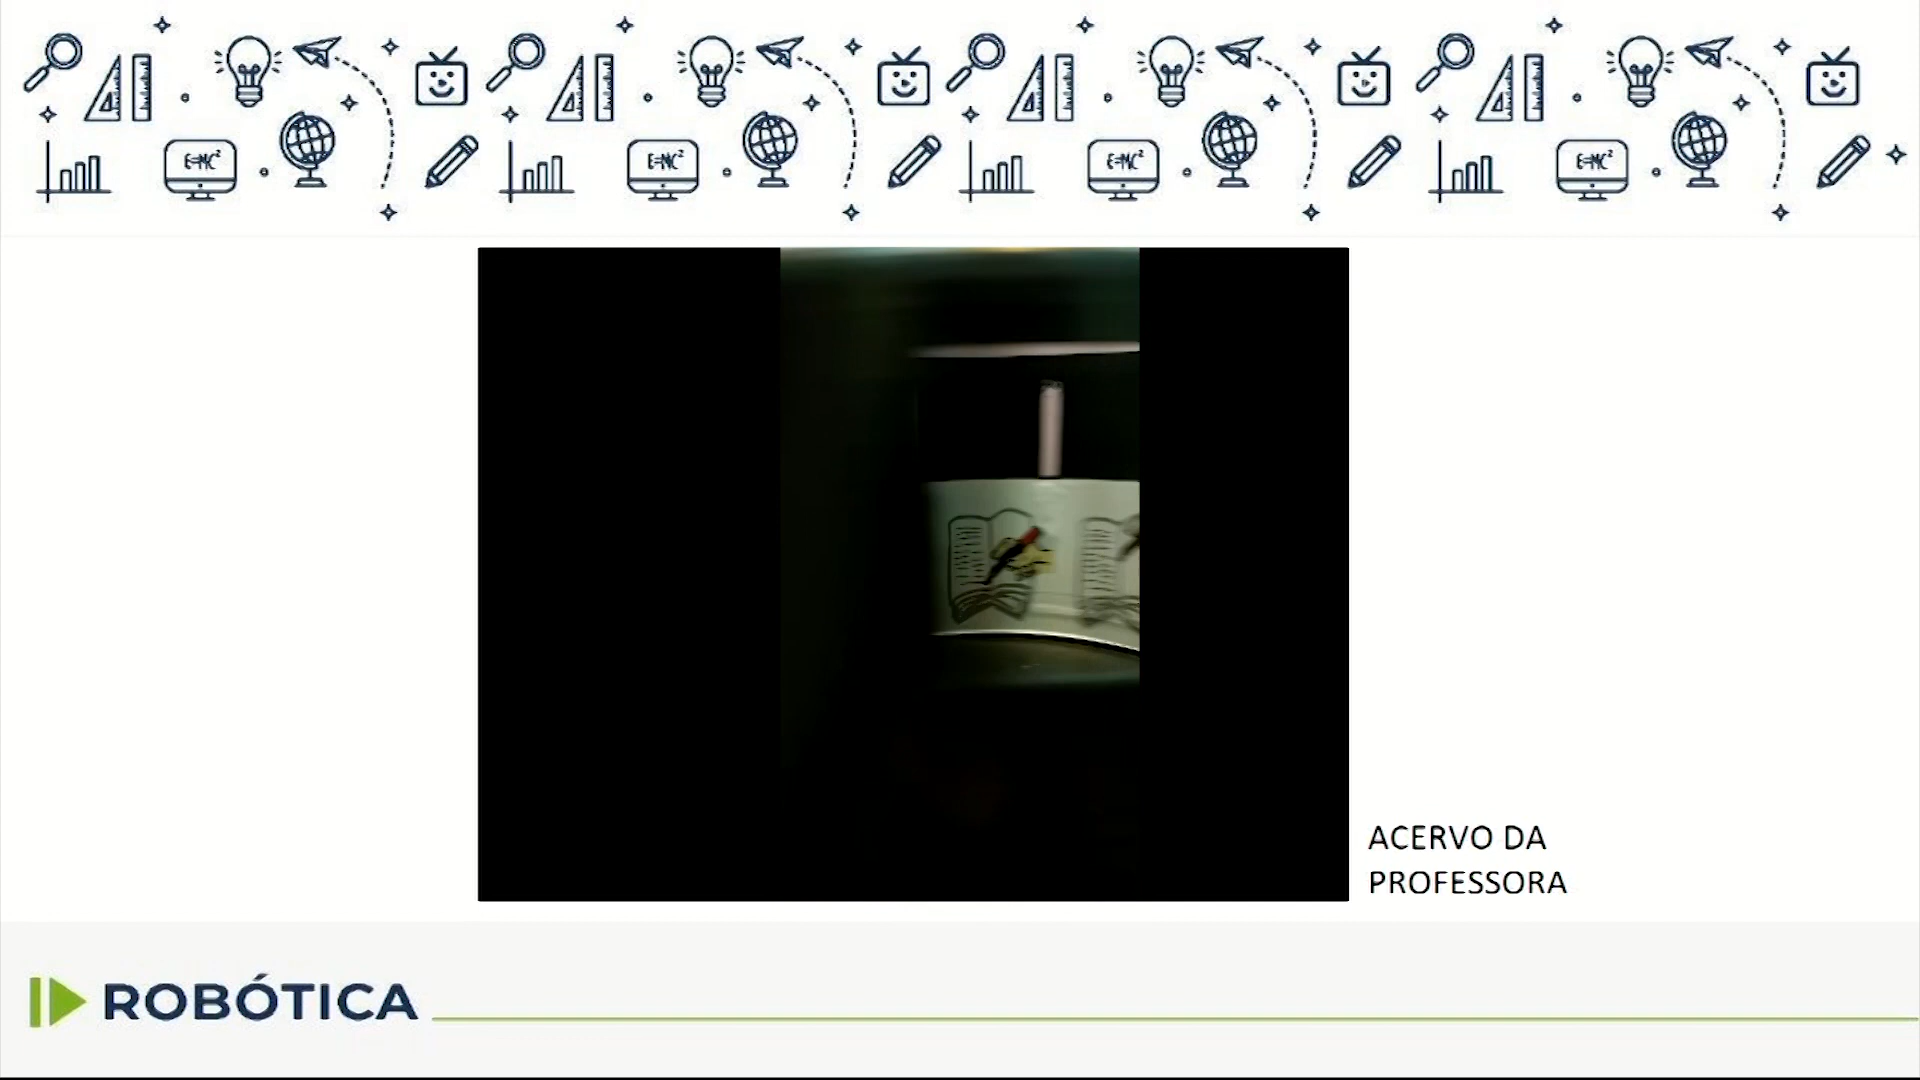 E=MC²
E=MC²
E=MC²
E=MC²
ACERVO DA
PROFESSORA
ROBÓTICA